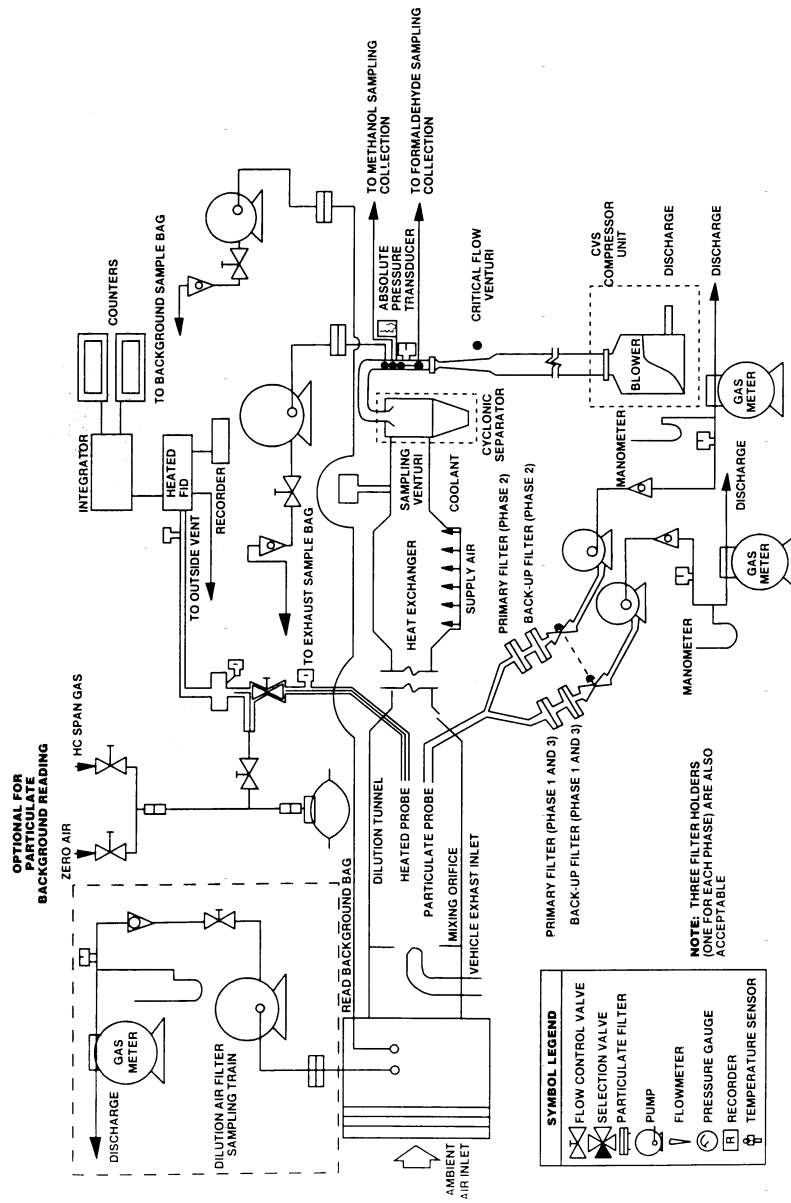 OPTIONAL FOR
PARTICULATE
BACKGROUND READING
DISCHARGE
GAS
METER
DILUTION AIR FILTER
SAMPLING TRAIN
ZERO AIR
HC SPAN GAS
TO OUTSIDE VENT
RECORDER
HEATED
FID
INTEGRATOR
COUNTERS
TO BACKGROUND SAMPLE BAG
TO EXHAUST SAMPLE BAG
READ BACKGROUND BAG
AMBIENT
AIR INLET
DILUTION TUNNEL
HEATED PROBE
PARTICULATE PROBE
MIXING ORIFICE
VEHICLE EXHAST INLET
HEAT EXCHANGER
SUPPLY AIR
COOLANT
SAMPLING
VENTURI
CYCLONIC
SEPARATOR
TO METHANOL SAMPLING
COLLECTION
ABSOLUTE
PRESSURE
TRANSDUCER
TO FORMALDEHYDE SAMPLING
COLLECTION
CRITICAL FLOW
VENTURI
CVS
COMPRESSOR
UNIT
BLOWER
DISCHARGE
PRIMARY FILTER (PHASE 2)
BACK-UP FILTER (PHASE 2)
PRIMARY FILTER (PHASE 1 AND 3)
BACK-UP FILTER (PHASE 1 AND 3)
MANOMETER
DISCHARGE
GAS
METER
MANOMETER
DISCHARGE
GAS
METER
NOTE: THREE FILTER HOLDERS
(ONE FOR EACH PHASE) ARE ALSO
ACCEPTABLE
SYMBOL LEGEND
FLOW CONTROL VALVE
SELECTION VALVE
PARTICULATE FILTER
PUMP
FLOWMETER
PRESSURE GAUGE
R RECORDER
TEMPERATURE SENSOR